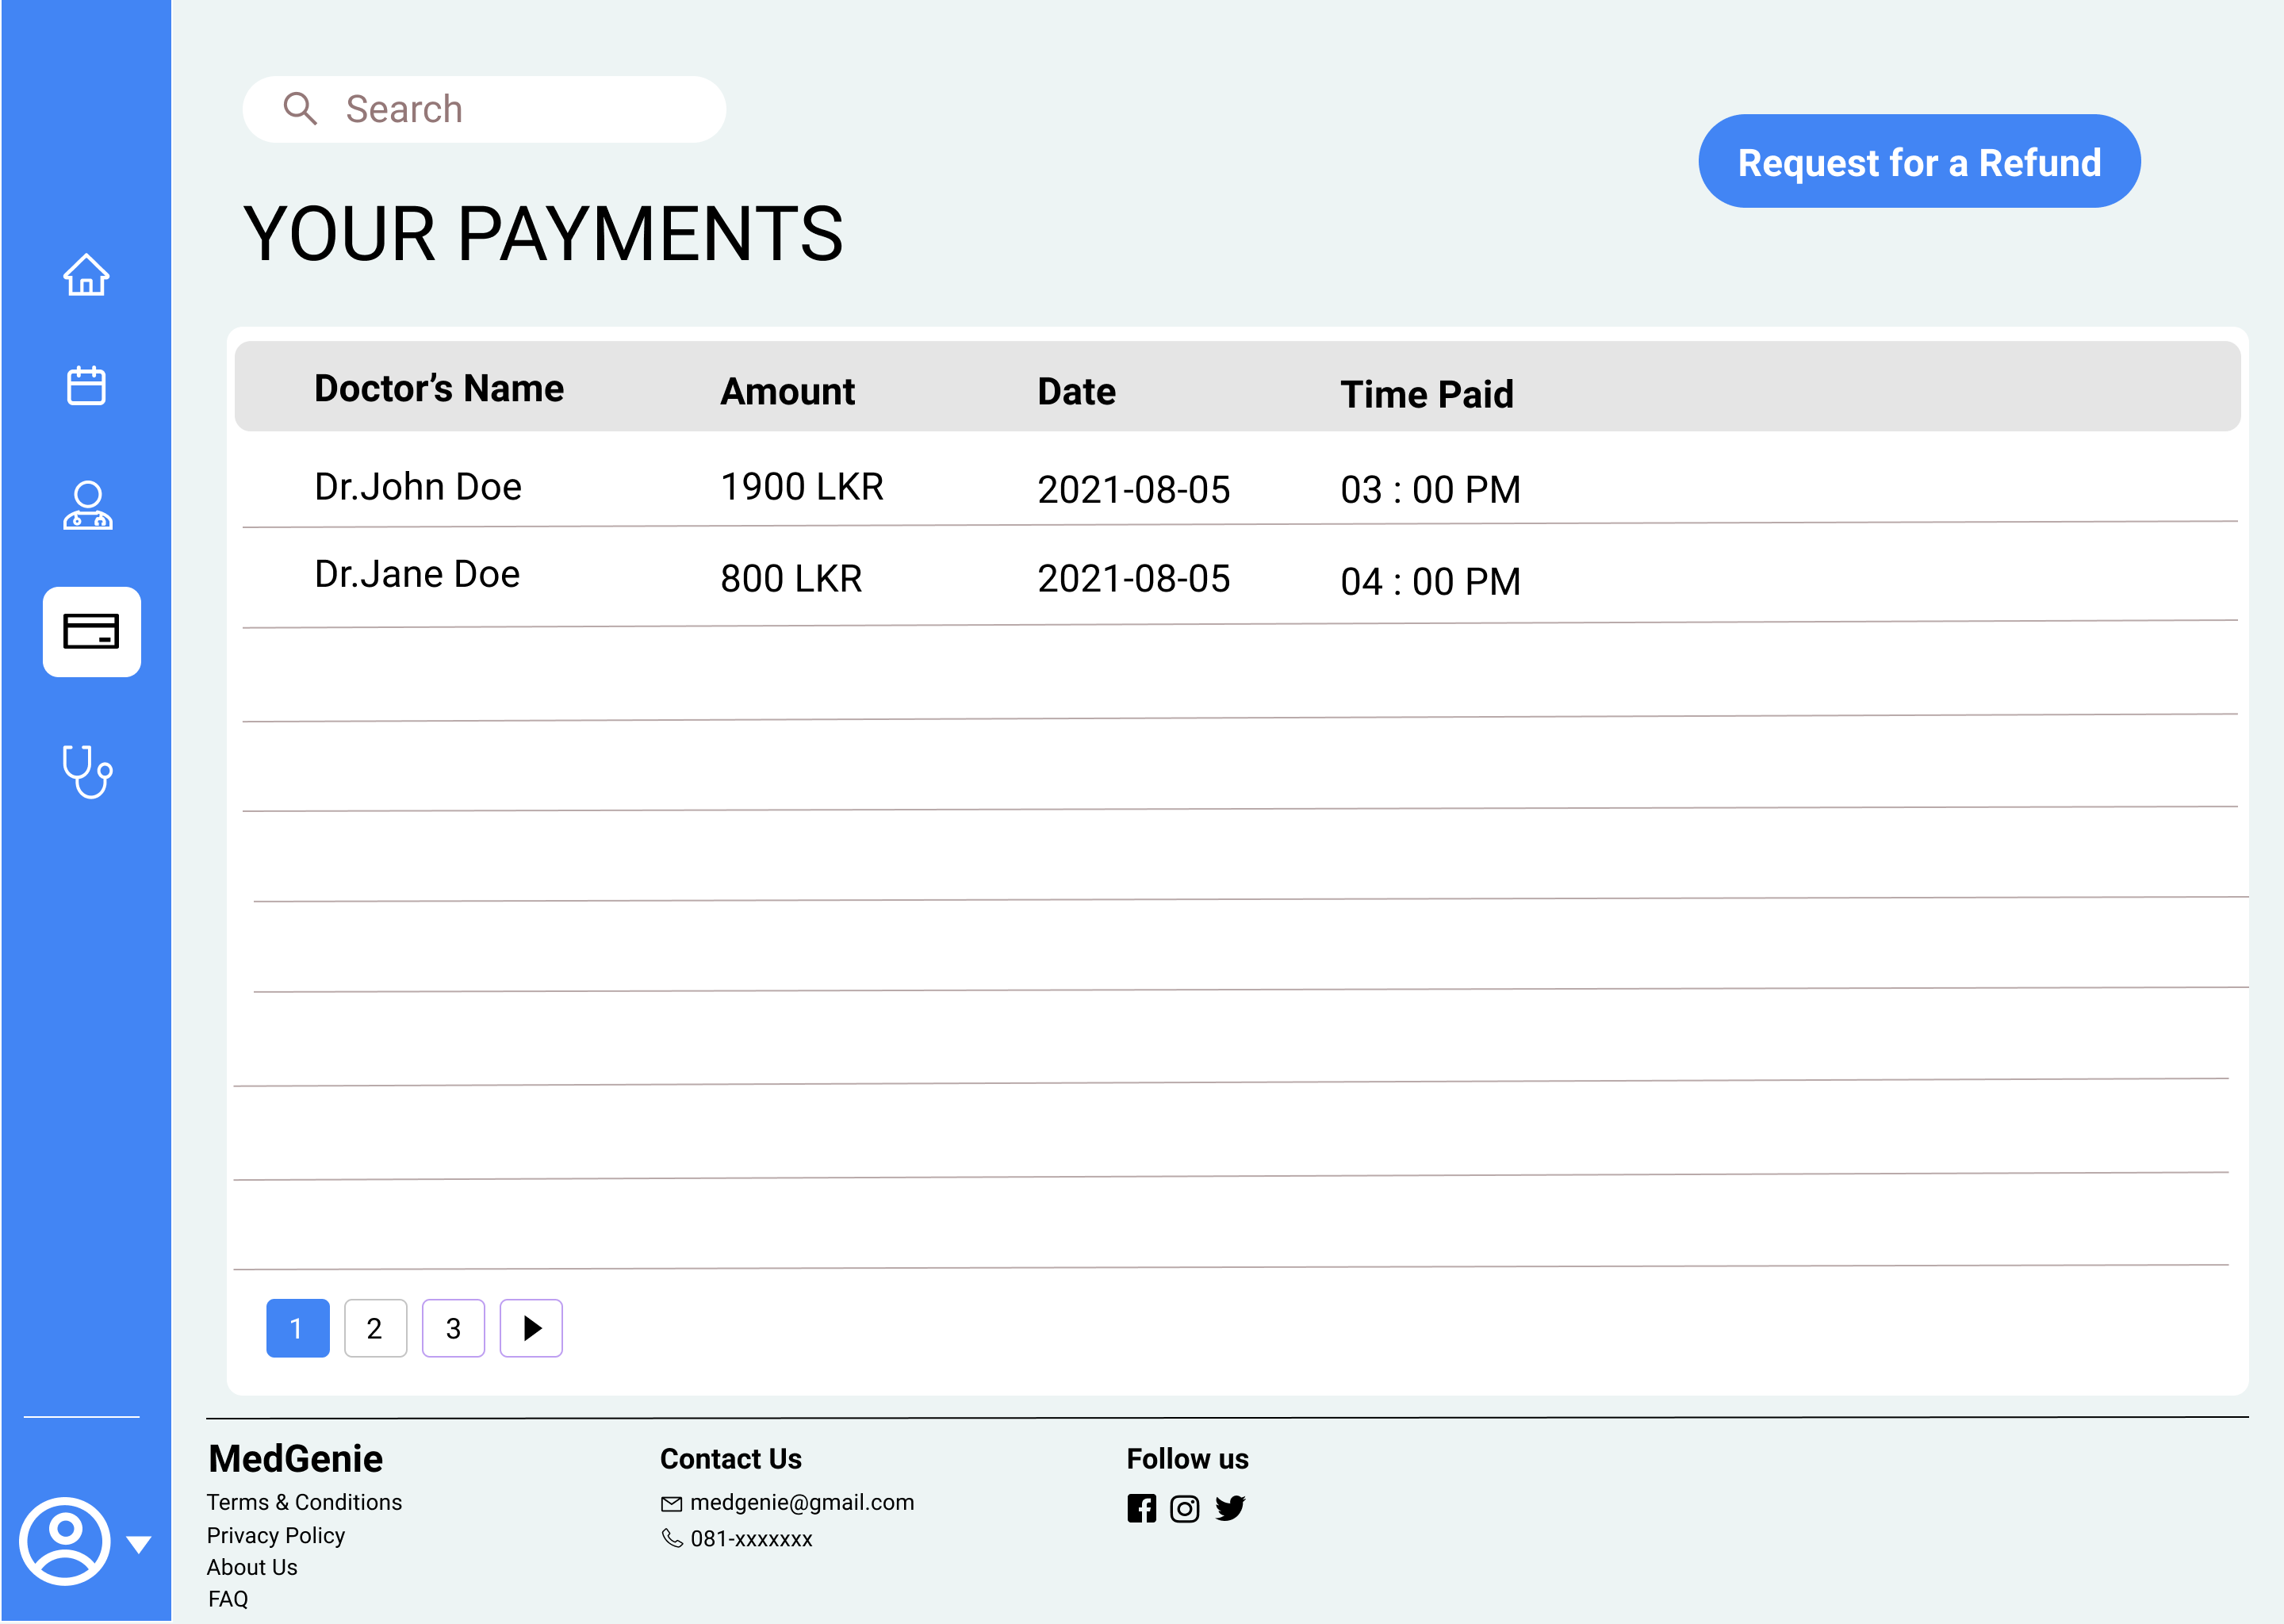 Search
Request for a Refund
YOUR PAYMENTS
Doctor’s Name Amount Date Time Paid
Dr.John Doe 1900 LKR 2021-08-05 03 : 00 PM
Dr.Jane Doe 800 LKR 2021-08-05 04 : 00 PM
1 2 3
MedGenie
Terms & Conditions
Privacy Policy
About Us
FAQ
Contact Us
medgenie@gmail.com
081-xxxxxxx
Follow us